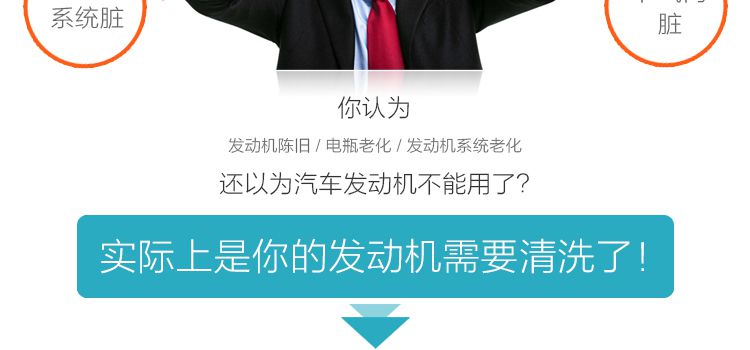 系统脏
脏
你认为
发动机陈旧 / 电瓶老化 / 发动机系统老化
还以为汽车发动机不能用了?
实际上是你的发动机需要清洗了!